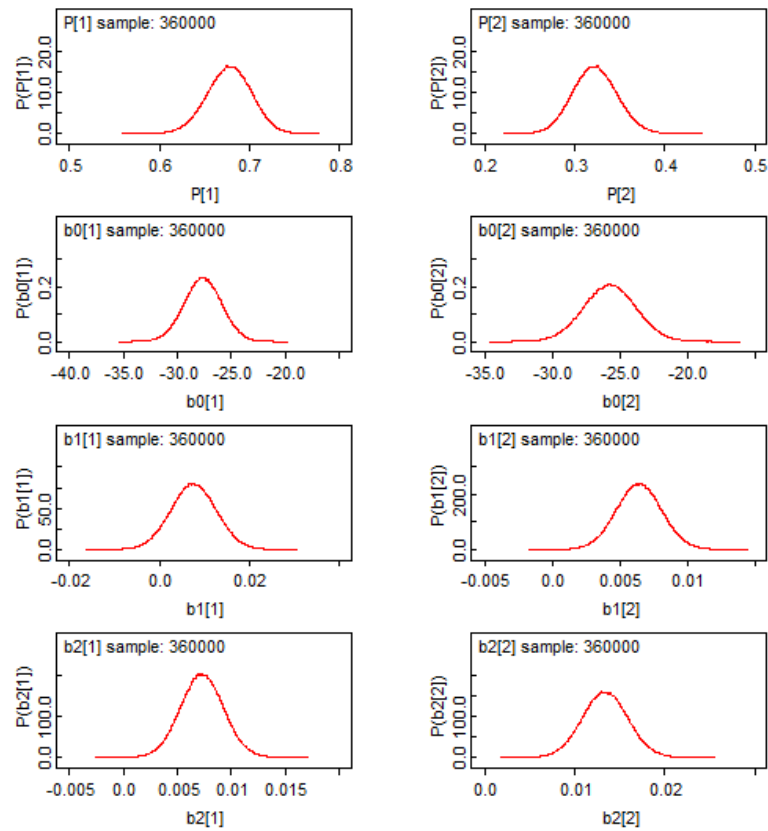 P[1] sample: 360000
P(P[1])
0.0 10.0 20.0
0.5 0.6 0.7 0.8
P[1]
P[2] sample: 360000
P(P[2])
0.0 10.0 20.0
0.2 0.3 0.4 0.5
P[2]
b0[1] sample: 360000
P(b0[1])
0.0 0.2
-40.0 -35.0 -30.0 -25.0 -20.0
b0[1]
b0[2] sample: 360000
P(b0[2])
0.0 0.2
-35.0 -30.0 -25.0 -20.0
b0[2]
b1[1] sample: 360000
P(b1[1])
0.0 50.0
-0.02 0.0 0.02
b1[1]
b1[2] sample: 360000
P(b1[2])
0.0 200.0
-0.005 0.0 0.005 0.01
b1[2]
b2[1] sample: 360000
P(b2[1])
0.0 100.0
-0.005 0.0 0.005 0.01 0.015
b2[1]
b2[2] sample: 360000
P(b2[2])
0.0 100.0
0.0 0.01 0.02
b2[2]